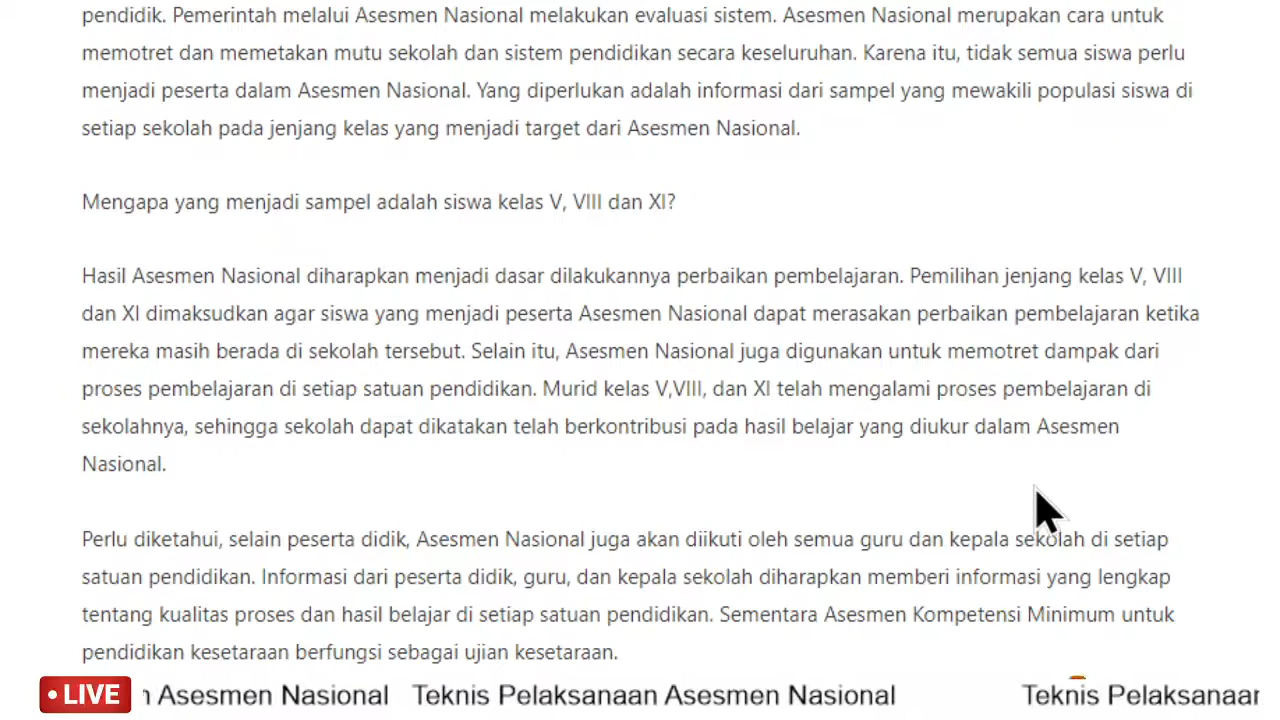 pendidik. Pemerintah melalui Asesmen Nasional melakukan evaluasi sistem. Asesmen Nasional merupakan cara untuk
memotret dan memetakan mutu sekolah dan sistem pendidikan secara keseluruhan. Karena itu, tidak semua siswa perlu
menjadi peserta dalam Asesmen Nasional. Yang diperlukan adalah informasi dari sampel yang mewakili populasi siswa di
setiap sekolah pada jenjang kelas yang menjadi target dari Asesmen Nasional.
Mengapa yang menjadi sampel adalah siswa kelas V, VIII dan XI?
Hasil Asesmen Nasional diharapkan menjadi dasar dilakukannya perbaikan pembelajaran. Pemilihan jenjang kelas V, VIII
dan XI dimaksudkan agar siswa yang menjadi peserta Asesmen Nasional dapat merasakan perbaikan pembelajaran ketika
mereka masih berada di sekolah tersebut. Selain itu, Asesmen Nasional juga digunakan untuk memotret dampak dari
proses pembelajaran di setiap satuan pendidikan. Murid kelas V,VIII, dan XI telah mengalami proses pembelajaran di
sekolahnya, sehingga sekolah dapat dikatakan telah berkontribusi pada hasil belajar yang diukur dalam Asesmen
Nasional.
Perlu diketahui, selain peserta didik, Asesmen Nasional juga akan diikuti oleh semua guru dan kepala sekolah di setiap
satuan pendidikan. Informasi dari peserta didik, guru, dan kepala sekolah diharapkan memberi informasi yang lengkap
tentang kualitas proses dan hasil belajar di setiap satuan pendidikan. Sementara Asesmen Kompetensi Minimum untuk
pendidikan kesetaraan berfungsi sebagai ujian kesetaraan.
LIVE n Asesmen Nasional Teknis Pelaksanaan Asesmen Nasional Teknis Pelaksanaan